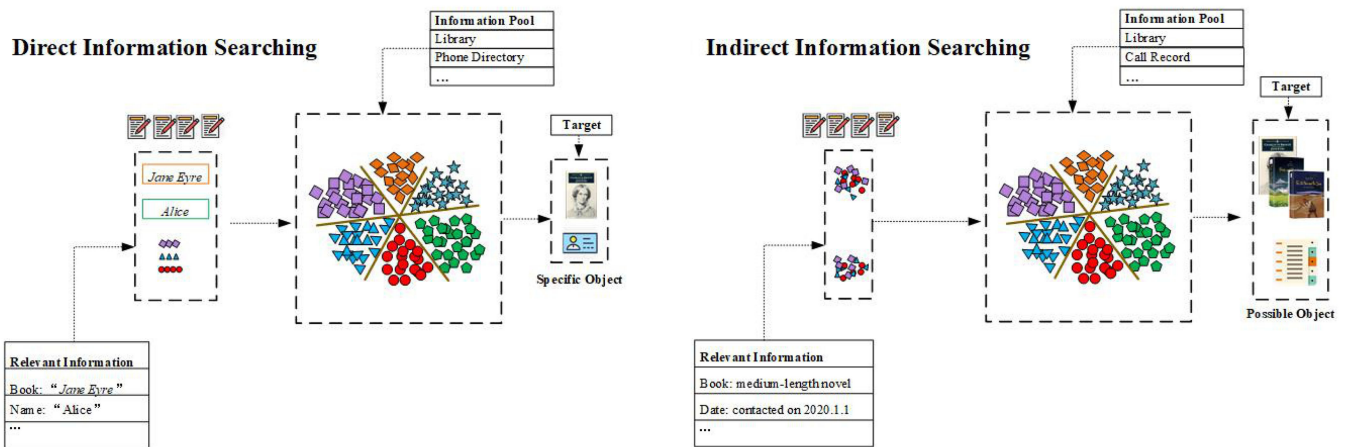 Direct Information Searching
Information Pool
Library
Phone Directory
...
Target
Jane Eyre
Alice
Specific Object
Relevant Information
Book: “Jane Eyre”
Name: “Alice”
...
Indirect Information Searching
Information Pool
Library
Call Record
...
Target
Possible Object
Relevant Information
Book: medium-length novel
Date: contacted on 2020.1.1
...